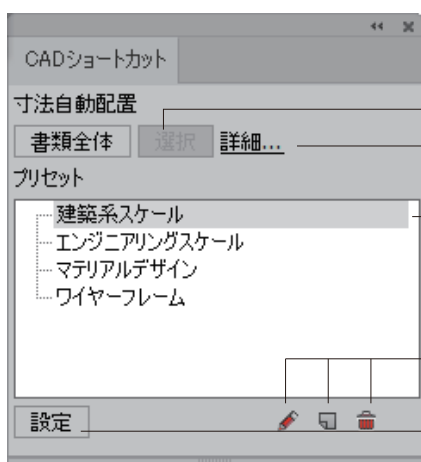 CADショートカット
寸法自動配置
書類全体 選択 詳細...
プリセット
建築系スケール
エンジニアリングスケール
マテリアルデザイン
ワイヤーフレーム
設定